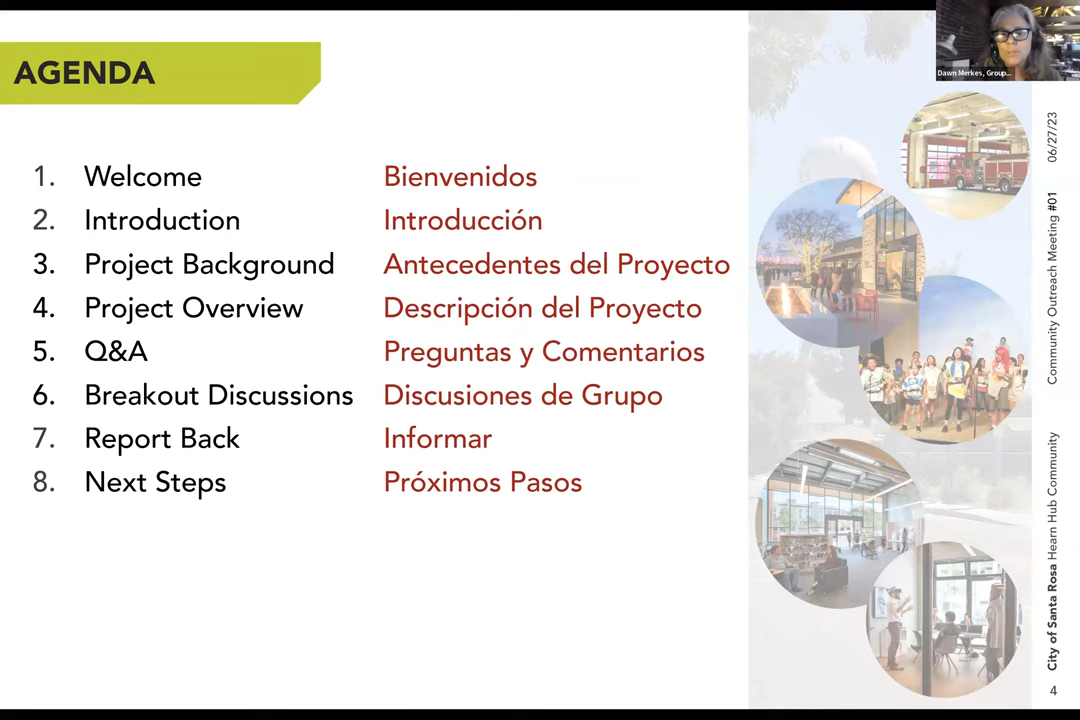 AGENDA
1. Welcome Bienvenidos
2. Introduction Introducción
3. Project Background Antecedentes del Proyecto
4. Project Overview Descripción del Proyecto
5. Q&A Preguntas y Comentarios
6. Breakout Discussions Discusiones de Grupo
7. Report Back Informar
8. Next Steps Próximos Pasos
Dawn Merkes, Group...
City of Santa Rosa Hearn Hub Community Community Outreach Meeting #01 06/27/23
4